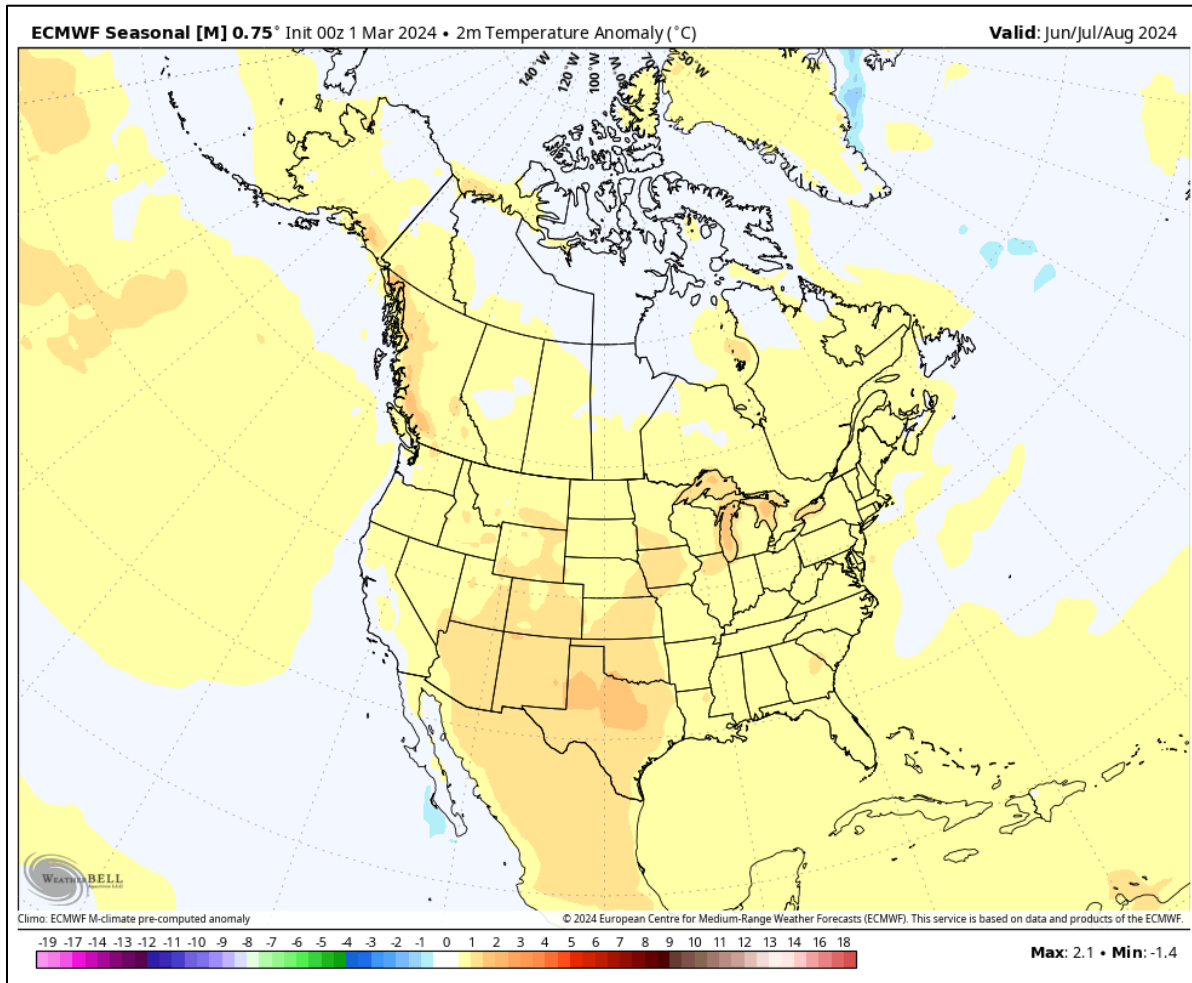 ECMWF Seasonal [M] 0.75° Init 00z 1 Mar 2024 • 2m Temperature Anomaly (°C)
Valid: Jun/Jul/Aug 2024
140°W 120°W 100°W 70 50°W
WEATHERBELL
Analytics LLC
Climo: ECMWF M-climate pre-computed anomaly
© 2024 European Centre for Medium-Range Weather Forecasts (ECMWF). This service is based on data and products of the ECMWF.
-19 -17 -14 -13 -12 -11 -10 -9 -8 -7 -6 -5 -4 -3 -2 -1 0 1 2 3 4 5 6 7 8 9 10 11 12 13 14 16 18
Max: 2.1 • Min: -1.4